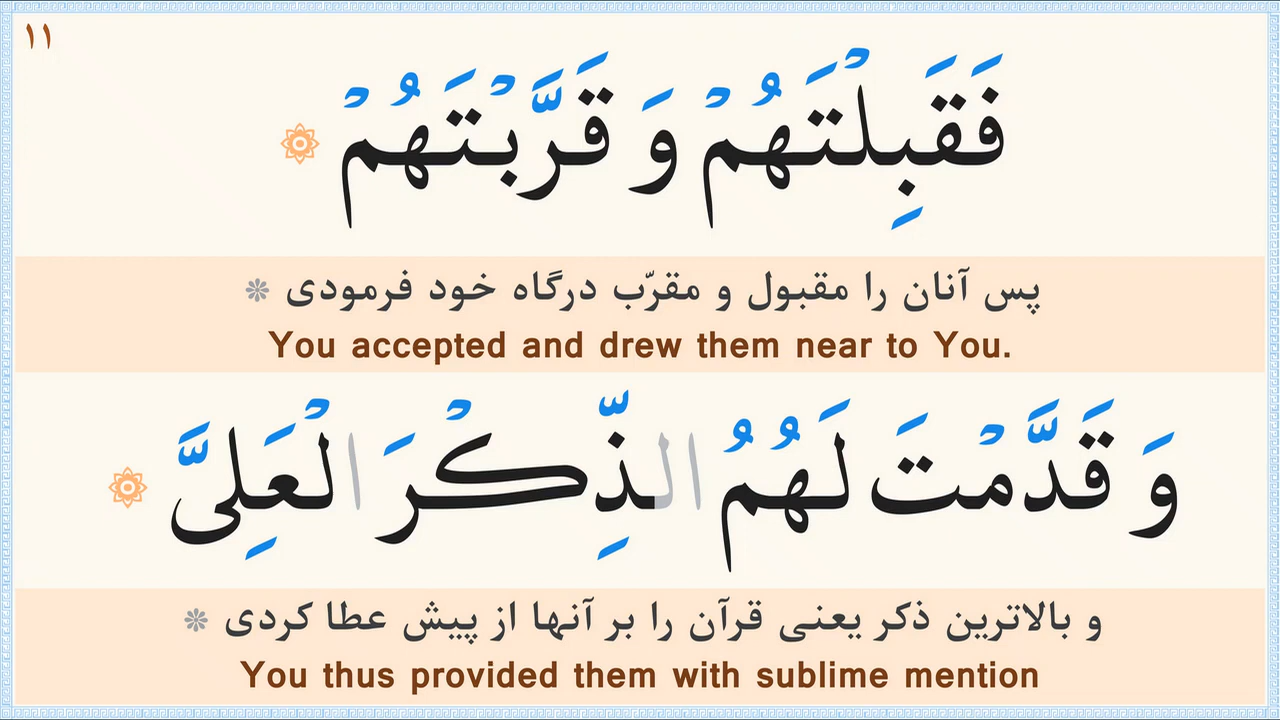 ۱۱
فَقَبِلْتَهُمْ وَ قَرَّبْتَهُمْ
پس آنان را مقبول و مقرّب درگاه خود فرمودی
You accepted and drew them near to You.
وَ قَدَّمْتَ لَهُمُ الذِّكْرَ الْعَلِىَّ
و بالاترین ذکر یعنی قرآن را بر آنها از پیش عطا کردی
You thus provided them with sublime mention